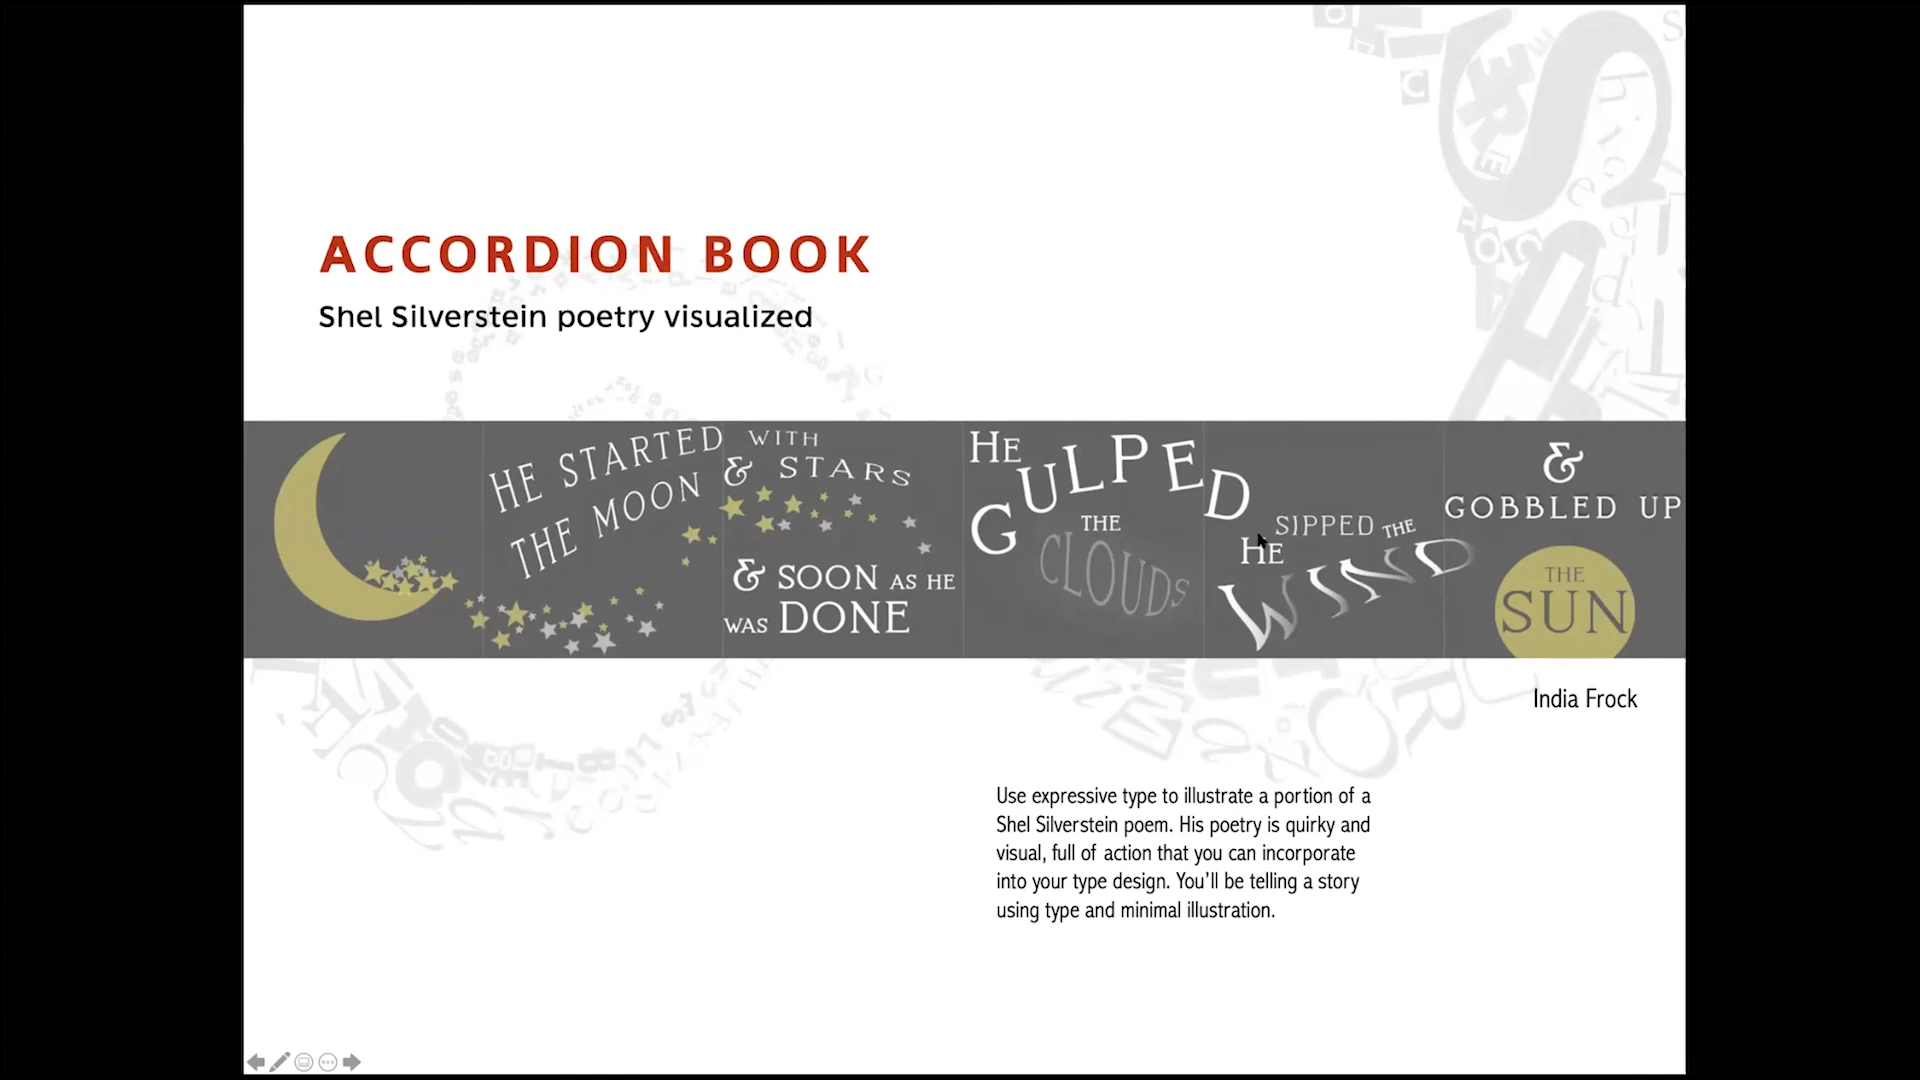 ACCORDION BOOK
Shel Silverstein poetry visualized
HE STARTED WITH
THE MOON & STARS
& SOON AS HE
WAS DONE
HE
GULPED
THE
CLOUDS
HE SIPPED THE
WIND
&
GOBBLED UP
THE
SUN
India Frock
Use expressive type to illustrate a portion of a
Shel Silverstein poem. His poetry is quirky and
visual, full of action that you can incorporate
into your type design. You'll be telling a story
using type and minimal illustration.